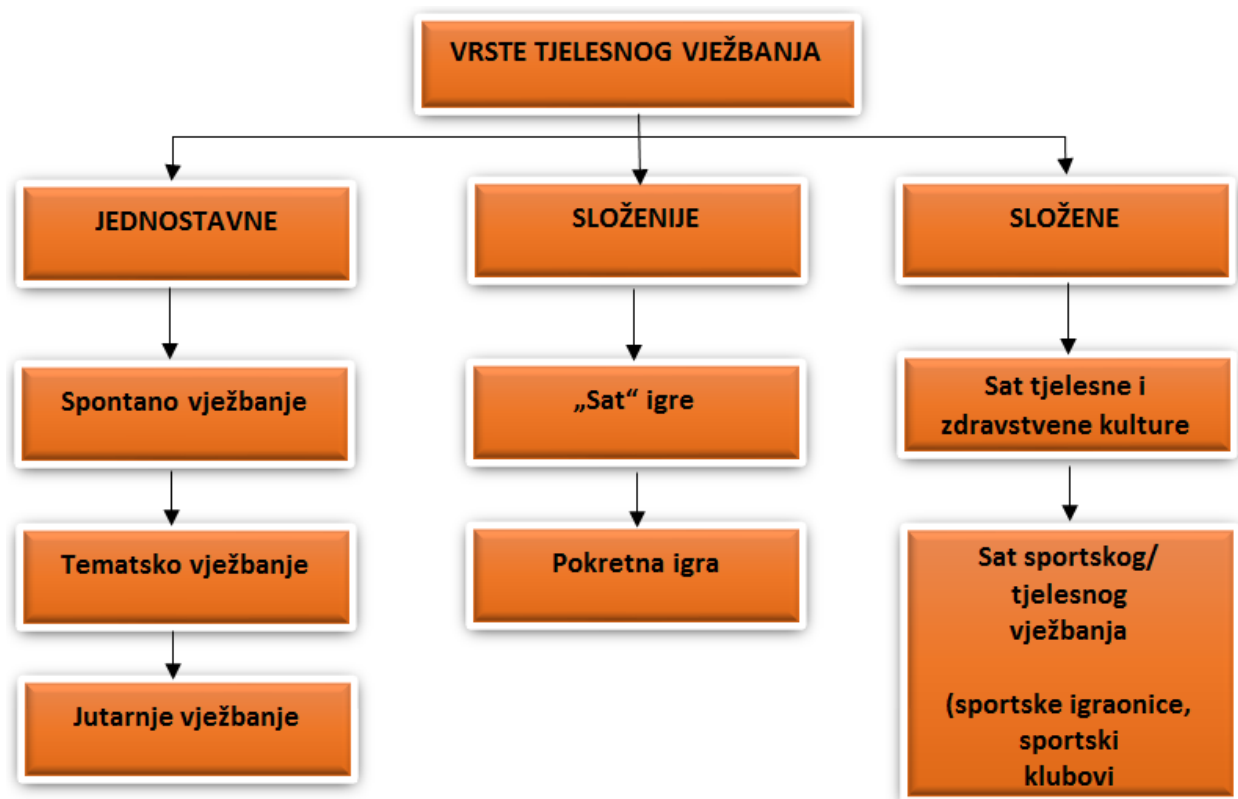 VRSTE TJELESNOG VJEŽBANJA
JEDNOSTAVNE
SLOŽENIJE
SLOŽENE
Spontano vježbanje
„Sat“ igre
Sat tjelesne i
zdravstvene kulture
Tematsko vježbanje
Pokretna igra
Sat sportskog/
tjelesnog
vježbanja
(sportske igraonice,
sportski
klubovi
Jutarnje vježbanje